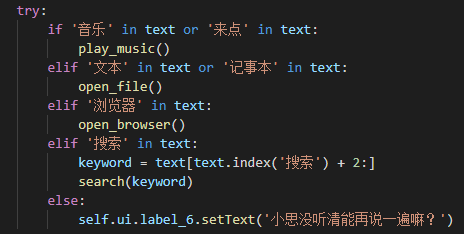 try:
    if '音乐' in text or '来点' in text:
        play_music()
    elif '文本' in text or '记事本' in text:
        open_file()
    elif '浏览器' in text:
        open_browser()
    elif '搜索' in text:
        keyword = text[text.index('搜索') + 2:]
        search(keyword)
    else:
        self.ui.label_6.setText('小思没听清能再说一遍嘛？')